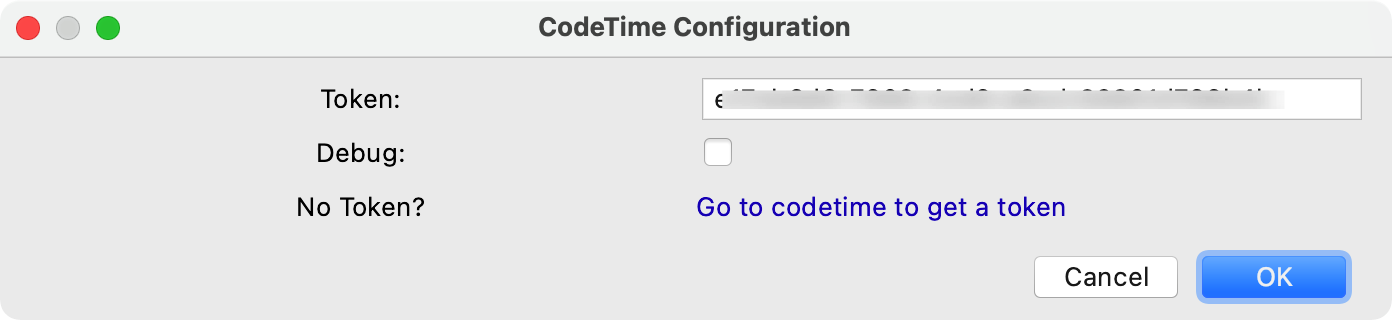 CodeTime Configuration
Token:
Debug:
No Token? Go to codetime to get a token
Cancel OK